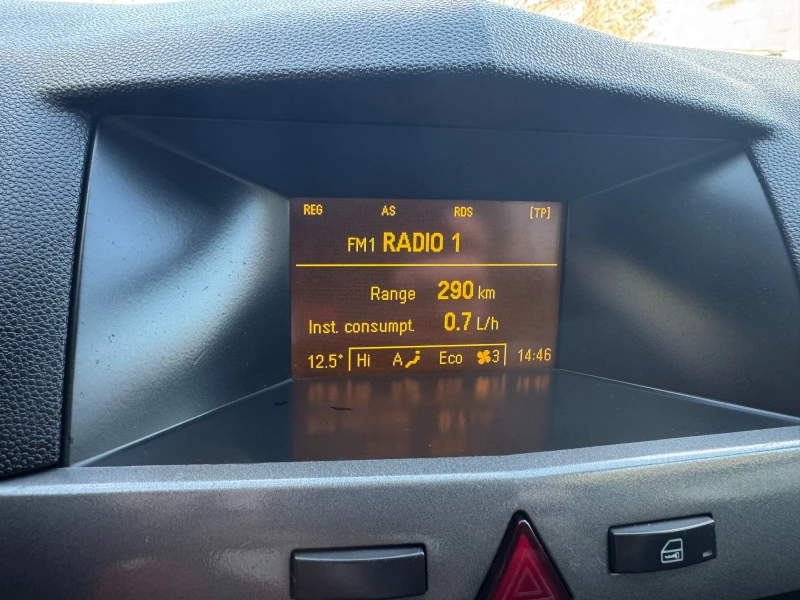 REG AS RDS [TP]
FM1 RADIO 1
Range 290 km
Inst. consumpt. 0.7 L/h
12.5° Hi A Eco 3 14:46